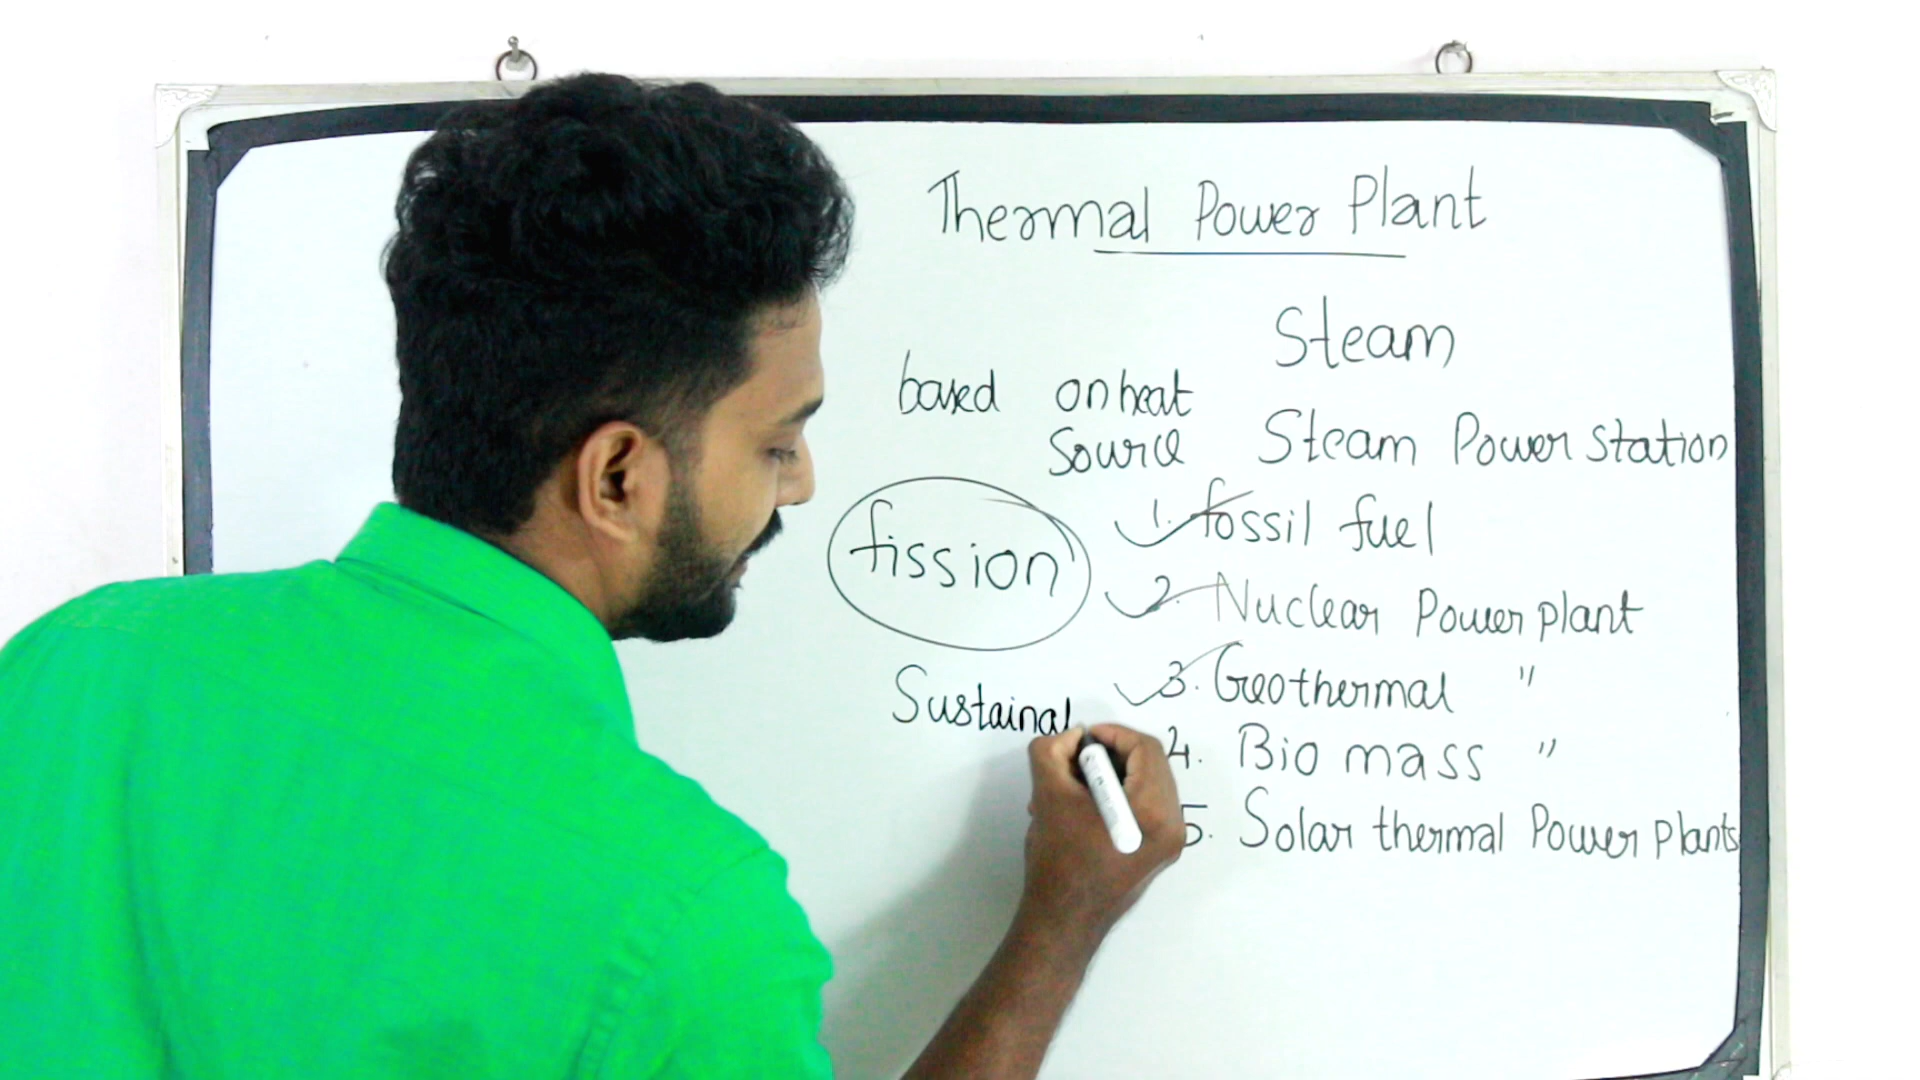 Thermal Power Plant
Steam
based on heat
source
Steam Power Station
fission
1. fossil fuel
2. Nuclear Power plant
3. Geothermal "
Sustainal
4. Bio mass "
5. Solar thermal Power plants